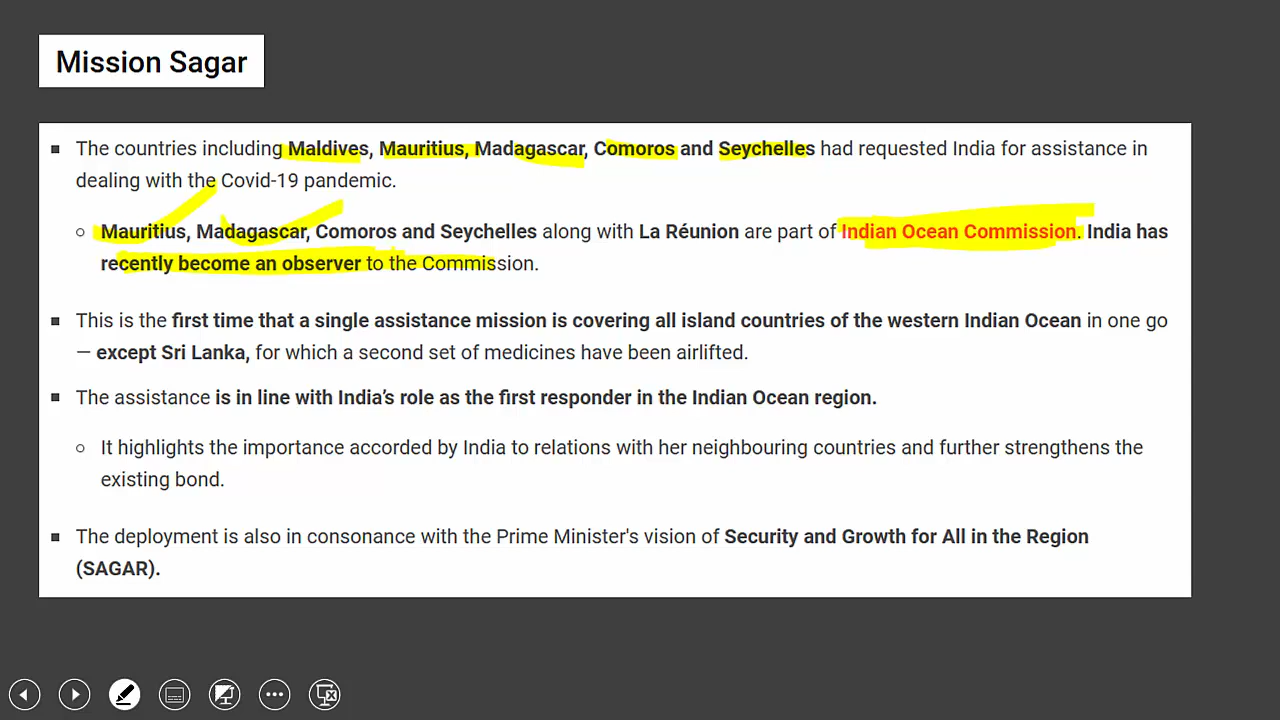 Mission Sagar
The countries including Maldives, Mauritius, Madagascar, Comoros and Seychelles had requested India for assistance in
dealing with the Covid-19 pandemic.
Mauritius, Madagascar, Comoros and Seychelles along with La Réunion are part of Indian Ocean Commission. India has
recently become an observer to the Commission.
This is the first time that a single assistance mission is covering all island countries of the western Indian Ocean in one go
— except Sri Lanka, for which a second set of medicines have been airlifted.
The assistance is in line with India’s role as the first responder in the Indian Ocean region.
It highlights the importance accorded by India to relations with her neighbouring countries and further strengthens the
existing bond.
The deployment is also in consonance with the Prime Minister's vision of Security and Growth for All in the Region
(SAGAR).